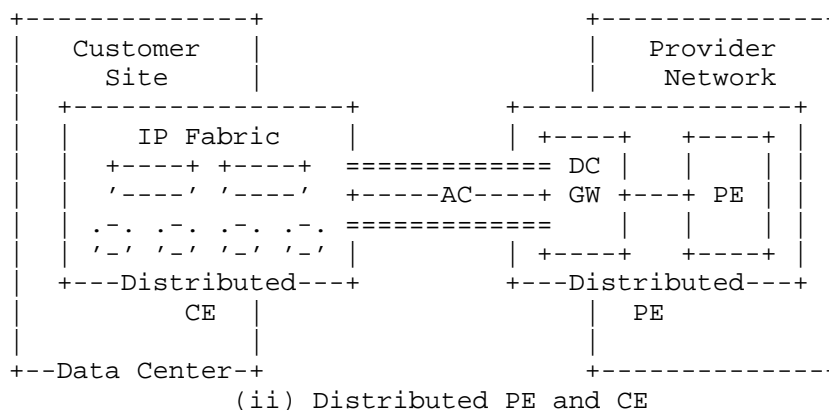 Customer Provider
Site Network
IP Fabric
DC
AC GW PE
Distributed Distributed
CE PE
Data Center
(ii) Distributed PE and CE